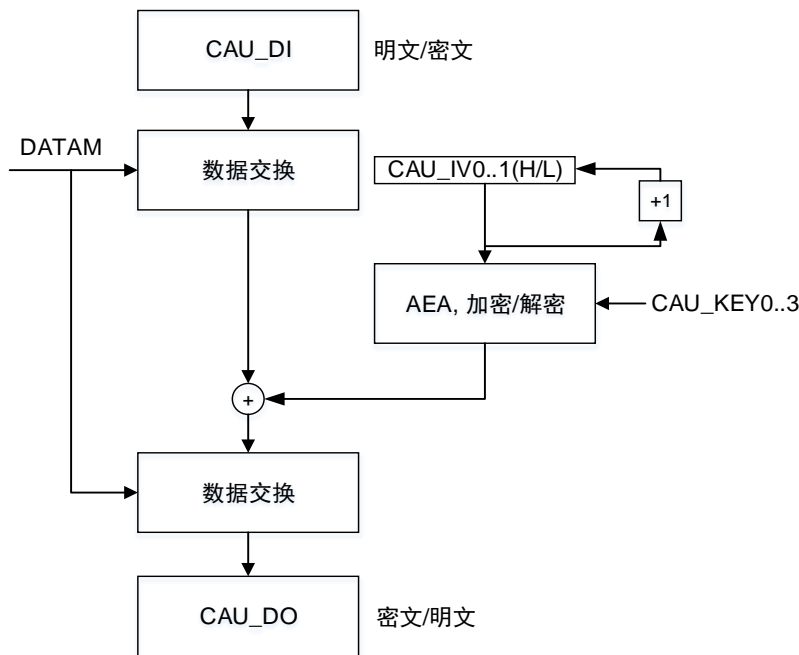 CAU_DI
明文/密文
DATAM
数据交换
CAU_IV0..1(H/L)
+1
AEA, 加密/解密
CAU_KEY0..3
+
数据交换
CAU_DO
密文/明文